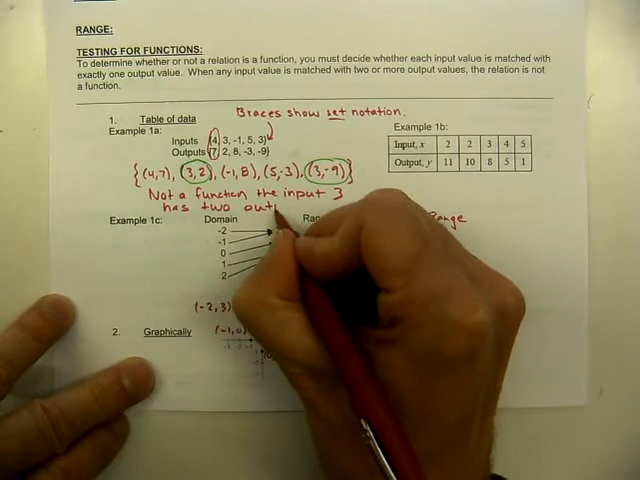 RANGE:
TESTING FOR FUNCTIONS:
To determine whether or not a relation is a function, you must decide whether each input value is matched with
exactly one output value. When any input value is matched with two or more output values, the relation is not
a function.
1. Table of data
Braces show set notation.
Example 1a:
Inputs {4, 3, -1, 5, 3}
Outputs {7, 2, 8, -3, -9}
{(4,7), (3,2), (-1,8), (5,-3), (3,-9)}
Not a function the input 3
has two out
Example 1b:
Input, x 2 2 3 4 5
Output, y 11 10 8 5 1
Example 1c: Domain
Range
-2
-1
0
1
2
(-2,3)
2. Graphically
(-1,0)